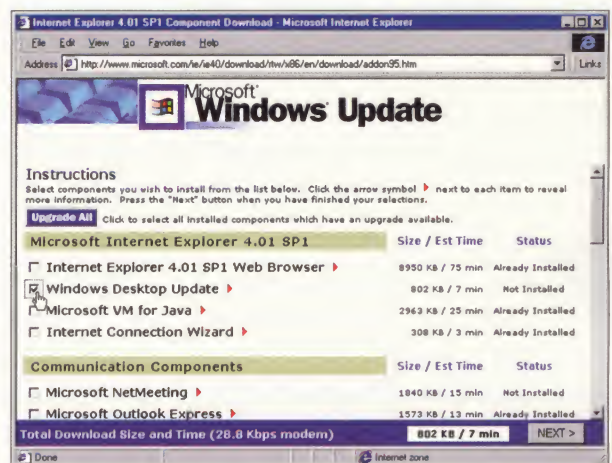 Internet Explorer 4.01 SP1 Component Download - Microsoft Internet Explorer
File Edit View Go Favorites Help
Address http://www.microsoft.com/ie/ie40/download/rtw/x86/en/download/addon95.htm Links
Microsoft
Windows Update
Instructions
Select components you wish to install from the list below. Click the arrow symbol next to each item to reveal
more information. Press the "Next" button when you have finished your selections.
Upgrade All Click to select all installed components which have an upgrade available.
Microsoft Internet Explorer 4.01 SP1 Size / Est Time Status
Internet Explorer 4.01 SP1 Web Browser 8950 KB / 75 min Already Installed
Windows Desktop Update 802 KB / 7 min Not Installed
Microsoft VM for Java 2963 KB / 25 min Already Installed
Internet Connection Wizard 308 KB / 3 min Already Installed
Communication Components Size / Est Time Status
Microsoft NetMeeting 1840 KB / 15 min Not Installed
Microsoft Outlook Express 1573 KB / 13 min Already Installed
Total Download Size and Time (28.8 Kbps modem) 802 KB / 7 min NEXT >
Done Internet zone